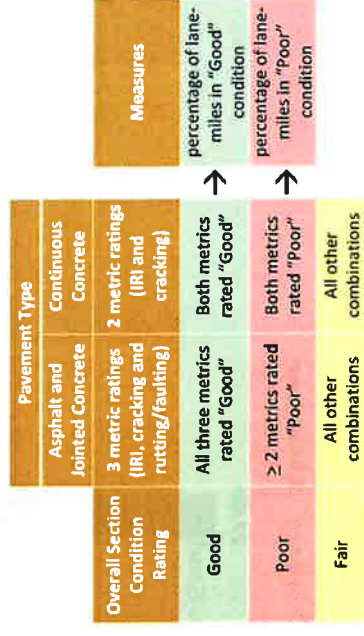 Pavement Type
Asphalt and
Jointed Concrete
Continuous
Concrete
Overall Section
Condition
Rating
3 metric ratings
(IRI, cracking and
rutting/faulting)
2 metric ratings
(IRI and
cracking)
Measures
Good
All three metrics
rated "Good"
Both metrics
rated "Good"
→
percentage of lane-
miles in "Good"
condition
Poor
≥ 2 metrics rated
"Poor"
Both metrics
rated "Poor"
→
percentage of lane-
miles in "Poor"
condition
Fair
All other
combinations
All other
combinations